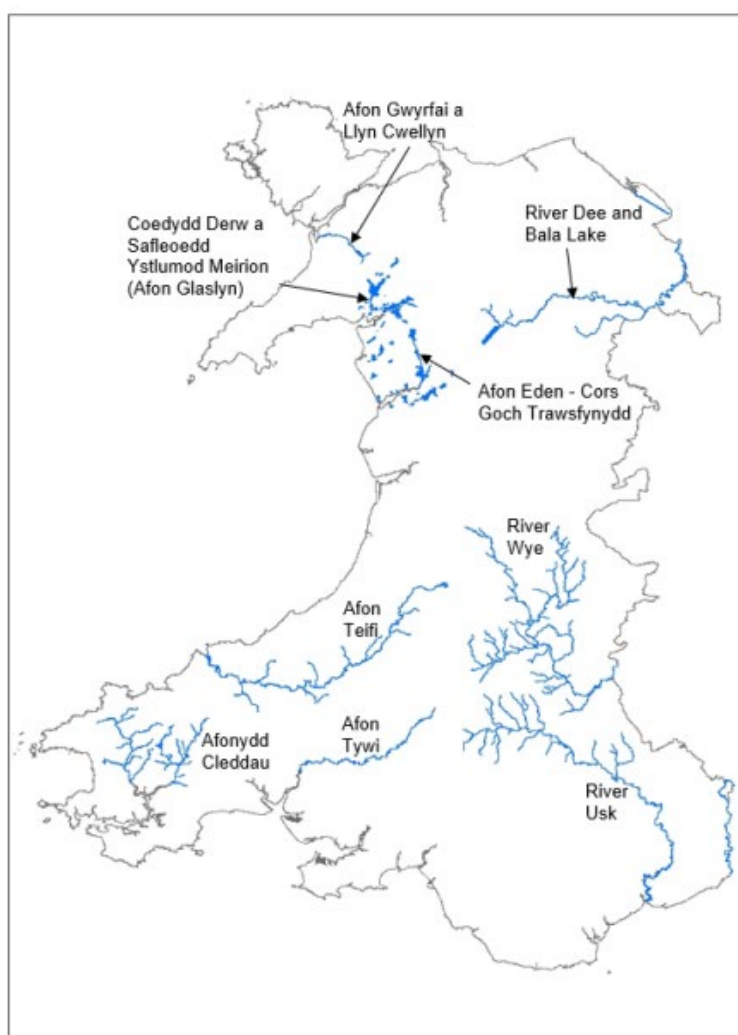 Afon Gwyrfai a
Llyn Cwellyn
Coedydd Derw a
Safleoedd
Ystlumod Meirion
(Afon Glaslyn)
River Dee and
Bala Lake
Afon Eden - Cors
Goch Trawsfynydd
River
Wye
Afon
Teifi
Afonydd
Cleddau
Afon
Tywi
River
Usk